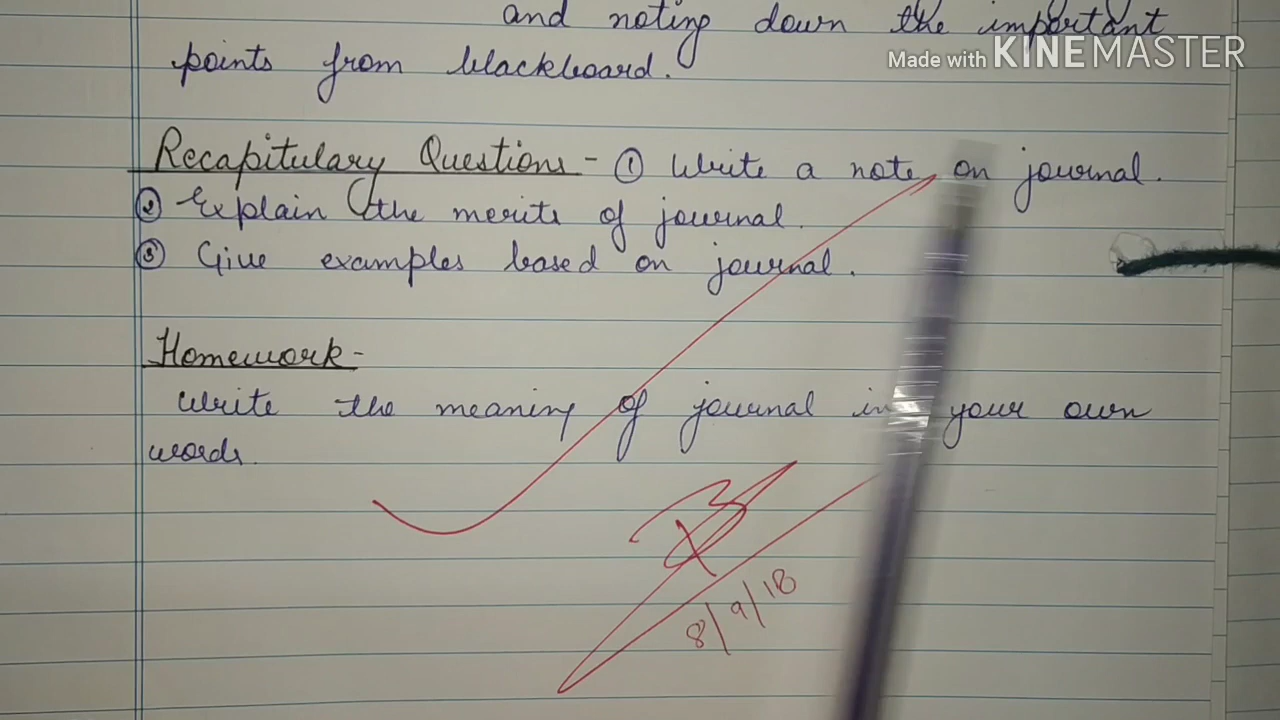 and noting down the important
Made with KINEMASTER
points from blackboard.
Recapitulary Questions - ① Write a note on journal.
② Explain the merits of journal.
③ Give examples based on journal.
Homework -
Write the meaning of journal in your own
words.
8/9/18